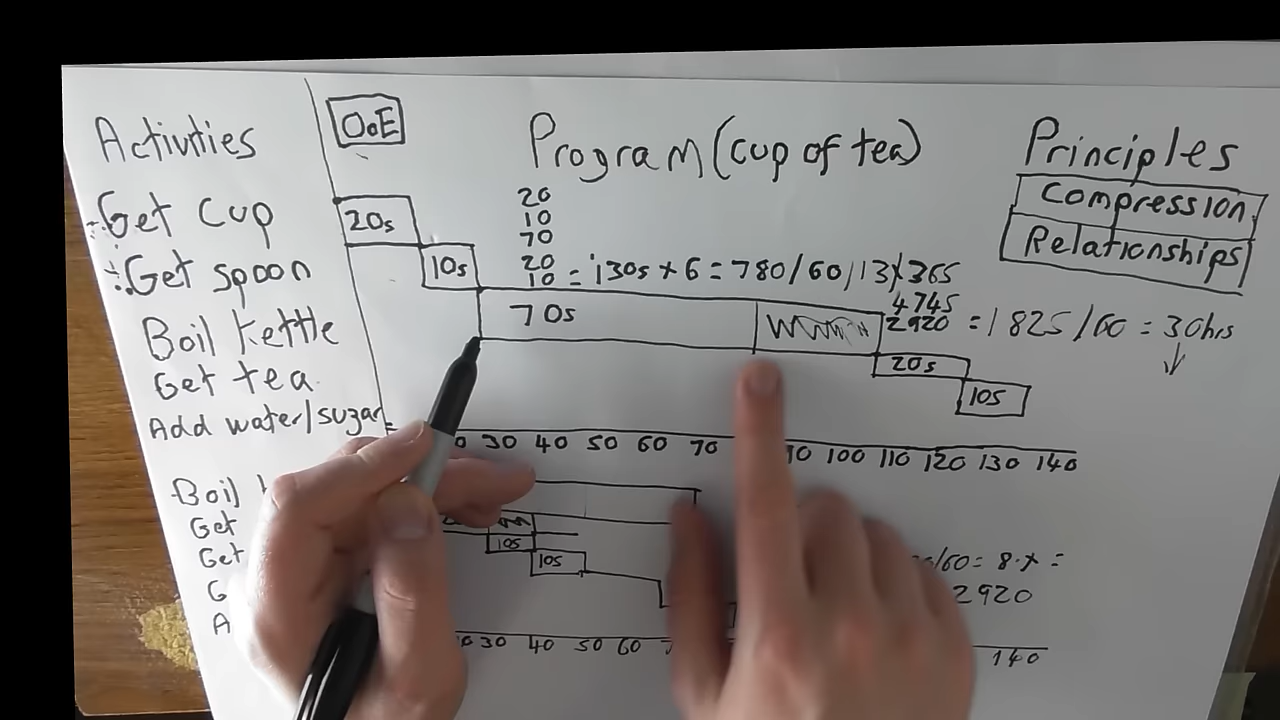 Activities
OoE
Program (cup of tea)
Principles
Compression
Relationships
Get cup
Get spoon
Boil kettle
Get tea
Add water/sugar
20s
10s
20
10
70
20
10 = 130s x 6 = 780/60/13 x 365
4745
2920 = 1825/60 = 30hrs
70s
20s
10s
30 40 50 60 70 100 110 120 130 140
Boil
Get
Get
G
A
10s
10s
/60 = 8 x =
2920
30 40 50 60 140